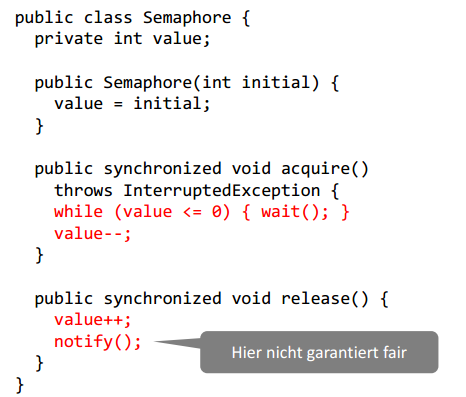 public class Semaphore {
  private int value;

  public Semaphore(int initial) {
    value = initial;
  }

  public synchronized void acquire()
    throws InterruptedException {
    while (value <= 0) { wait(); }
    value--;
  }

  public synchronized void release() {
    value++;
    notify();
Hier nicht garantiert fair
  }
}